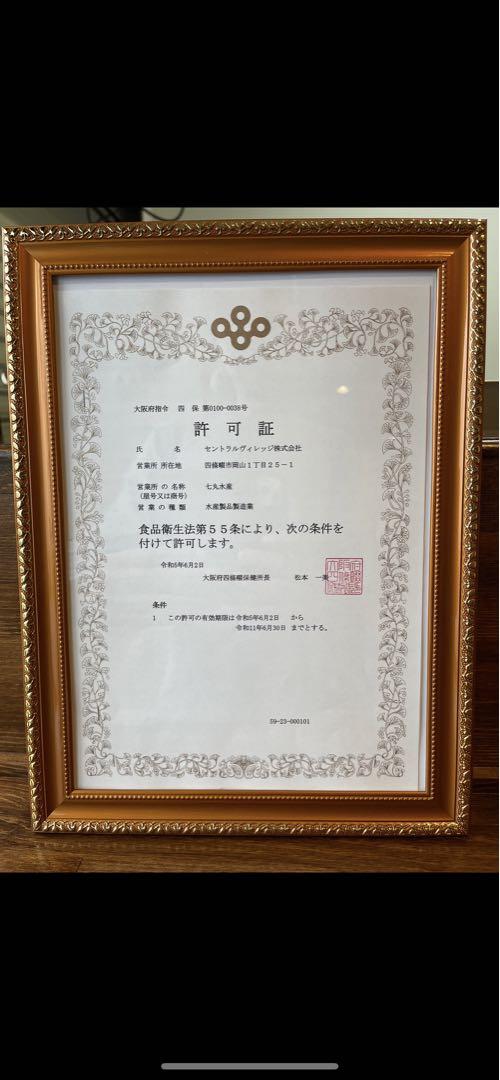 大阪府指令 四 保 第0100-0038号
許可証
氏 名 セントラルヴィレッジ株式会社
営業所 所在地 四條畷市岡山1丁目25-1
営業所 の 名称 七丸水産
(屋号又は商号)
営 業 の 種 類 水産製品製造業
食品衛生法第55条により、次の条件を
付けて許可します。
令和5年6月2日
大阪府四條畷保健所長 松本 一美
条件
1 この許可の有効期限は 令和5年6月2日 から
令和11年6月30日 までとする。
59-23-000101